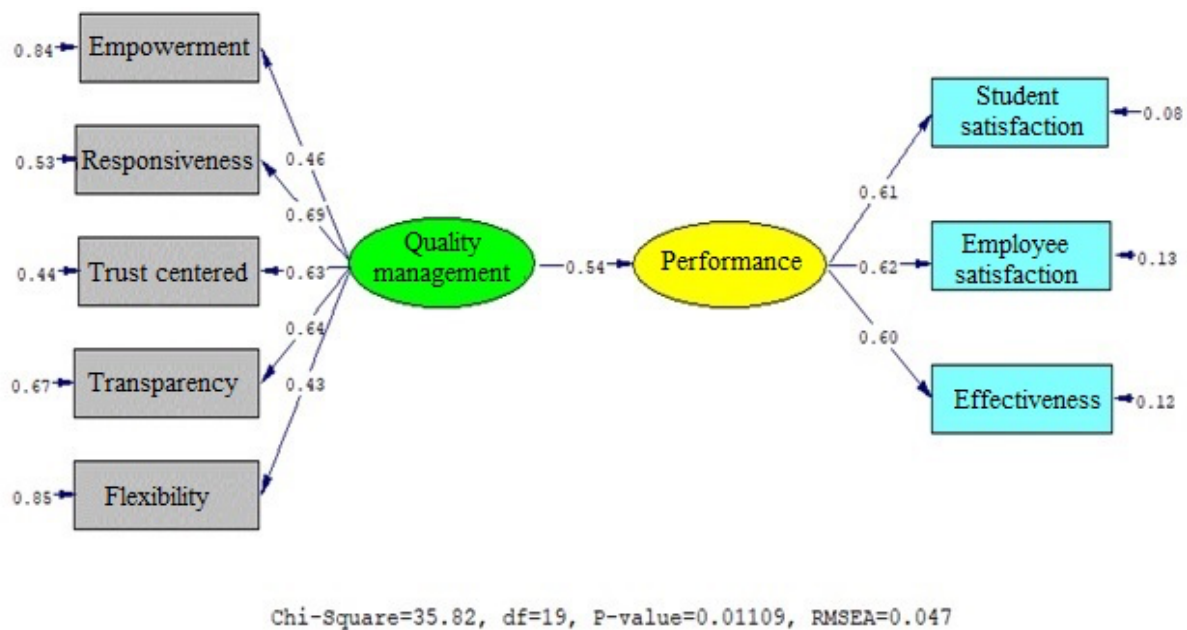 0.84
Empowerment
0.53
Responsiveness
0.44
Trust centered
0.67
Transparency
0.85
Flexibility
0.46
0.69
0.63
0.64
0.43
Quality
management
0.54
Performance
0.61
0.62
0.60
Student
satisfaction
0.08
Employee
satisfaction
0.13
Effectiveness
0.12
Chi-Square=35.82, df=19, P-value=0.01109, RMSEA=0.047